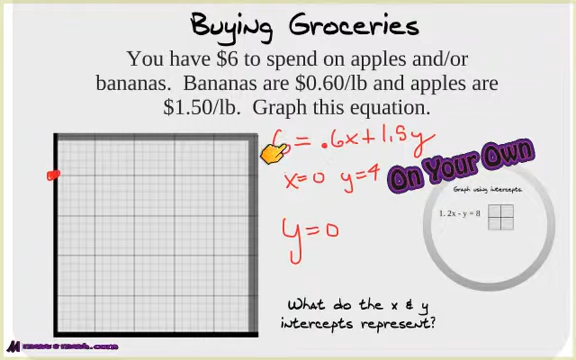 Buying Groceries
You have $6 to spend on apples and/or
bananas. Bananas are $0.60/lb and apples are
$1.50/lb. Graph this equation.
6 = .6x+1.5y
x=0 y=4
On Your Own
Graph using intercepts.
1. 2x - y = 8
y=0
What do the x & y
intercepts represent?